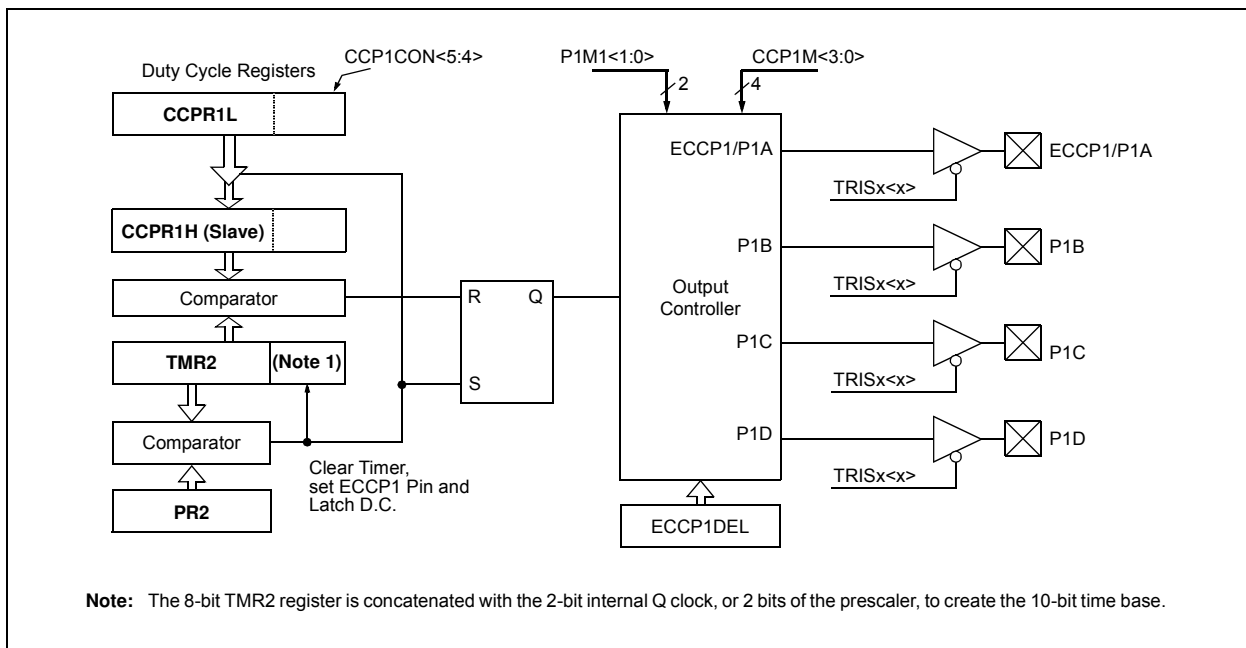 Duty Cycle Registers
CCP1CON<5:4>
CCPR1L
CCPR1H (Slave)
Comparator
TMR2
(Note 1)
Comparator
PR2
Clear Timer,
set ECCP1 Pin and
Latch D.C.
R
Q
S
P1M1<1:0>
2
CCP1M<3:0>
4
Output
Controller
ECCP1/P1A
P1B
P1C
P1D
ECCP1DEL
TRISx<x>
ECCP1/P1A
TRISx<x>
P1B
TRISx<x>
P1C
TRISx<x>
P1D
Note: The 8-bit TMR2 register is concatenated with the 2-bit internal Q clock, or 2 bits of the prescaler, to create the 10-bit time base.